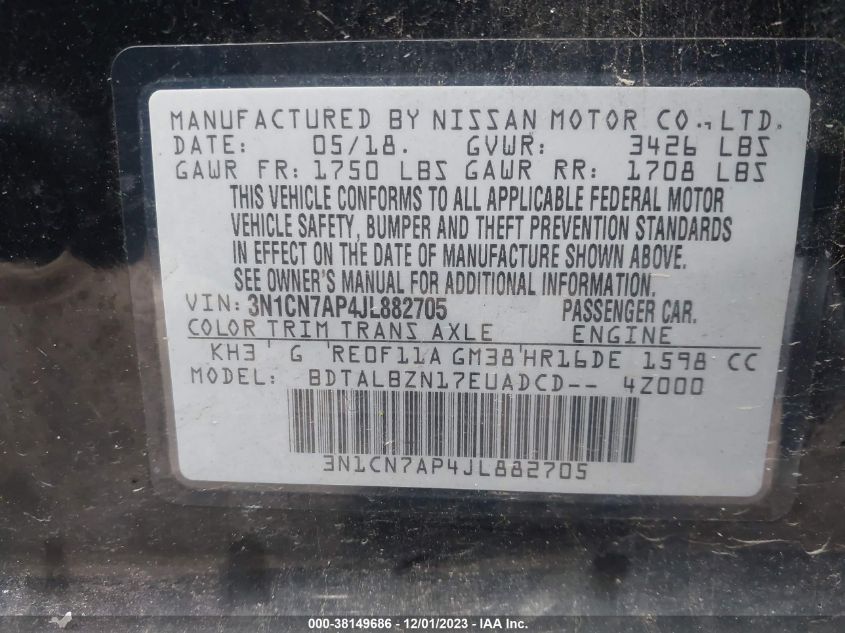 MANUFACTURED BY NISSAN MOTOR CO., LTD.
DATE: 05/18. GVWR: 3426 LBS
GAWR FR: 1750 LBS GAWR RR: 1708 LBS
THIS VEHICLE CONFORMS TO ALL APPLICABLE FEDERAL MOTOR
VEHICLE SAFETY, BUMPER AND THEFT PREVENTION STANDARDS
IN EFFECT ON THE DATE OF MANUFACTURE SHOWN ABOVE.
SEE OWNER'S MANUAL FOR ADDITIONAL INFORMATION.
VIN: 3N1CN7AP4JL882705 PASSENGER CAR.
COLOR TRIM TRANS AXLE ENGINE
KH3 G RE0F11A GM38 HR16DE 1598 CC
MODEL: BDTALBZN17EUADCD-- 4Z000
3N1CN7AP4JL882705
000-38149686 - 12/01/2023 - IAAI.com